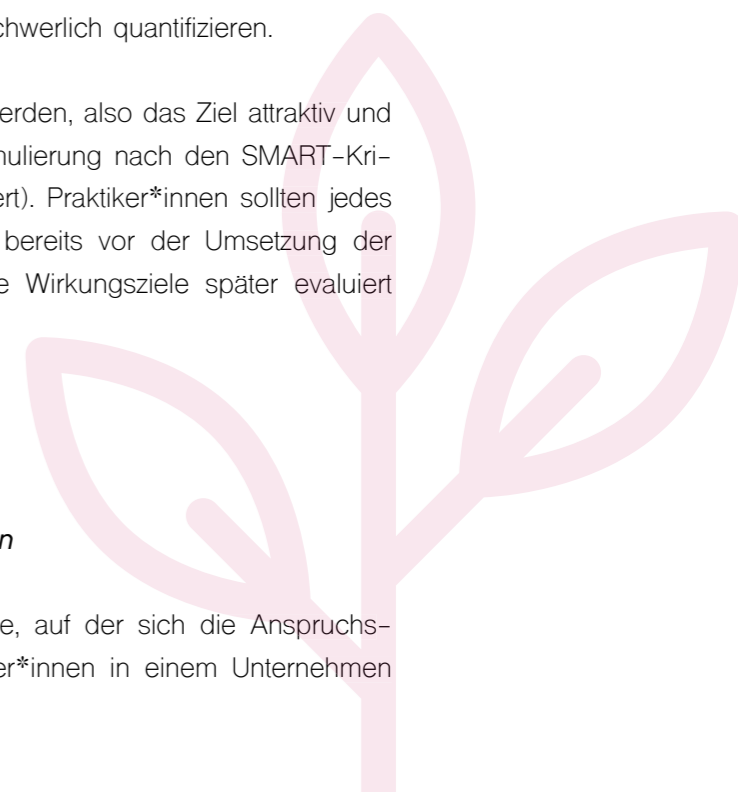 chwerlich quantifizieren.
erden, also das Ziel attraktiv und
nulierung nach den SMART-Kri-
ert). Praktiker*innen sollten jedes
bereits vor der Umsetzung der
e Wirkungsziele später evaluiert
n
e, auf der sich die Anspruchs-
er*innen in einem Unternehmen